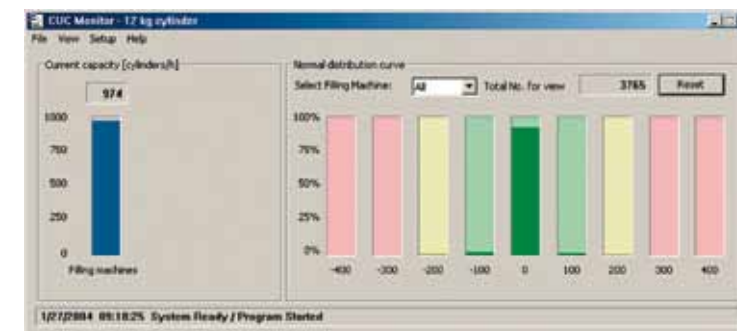 CUC Monitor - 12 kg cylinder
File View Setup Help
Current capacity [cylinders/h]
974
1000
750
500
250
0
Filling machines
Normal distribution curve
Select Filling Machine: All Total No. for view 3765 Reset
100%
75%
50%
25%
0%
-400 -300 -200 -100 0 100 200 300 400
1/27/2004 09:18:25 System Ready / Program Started